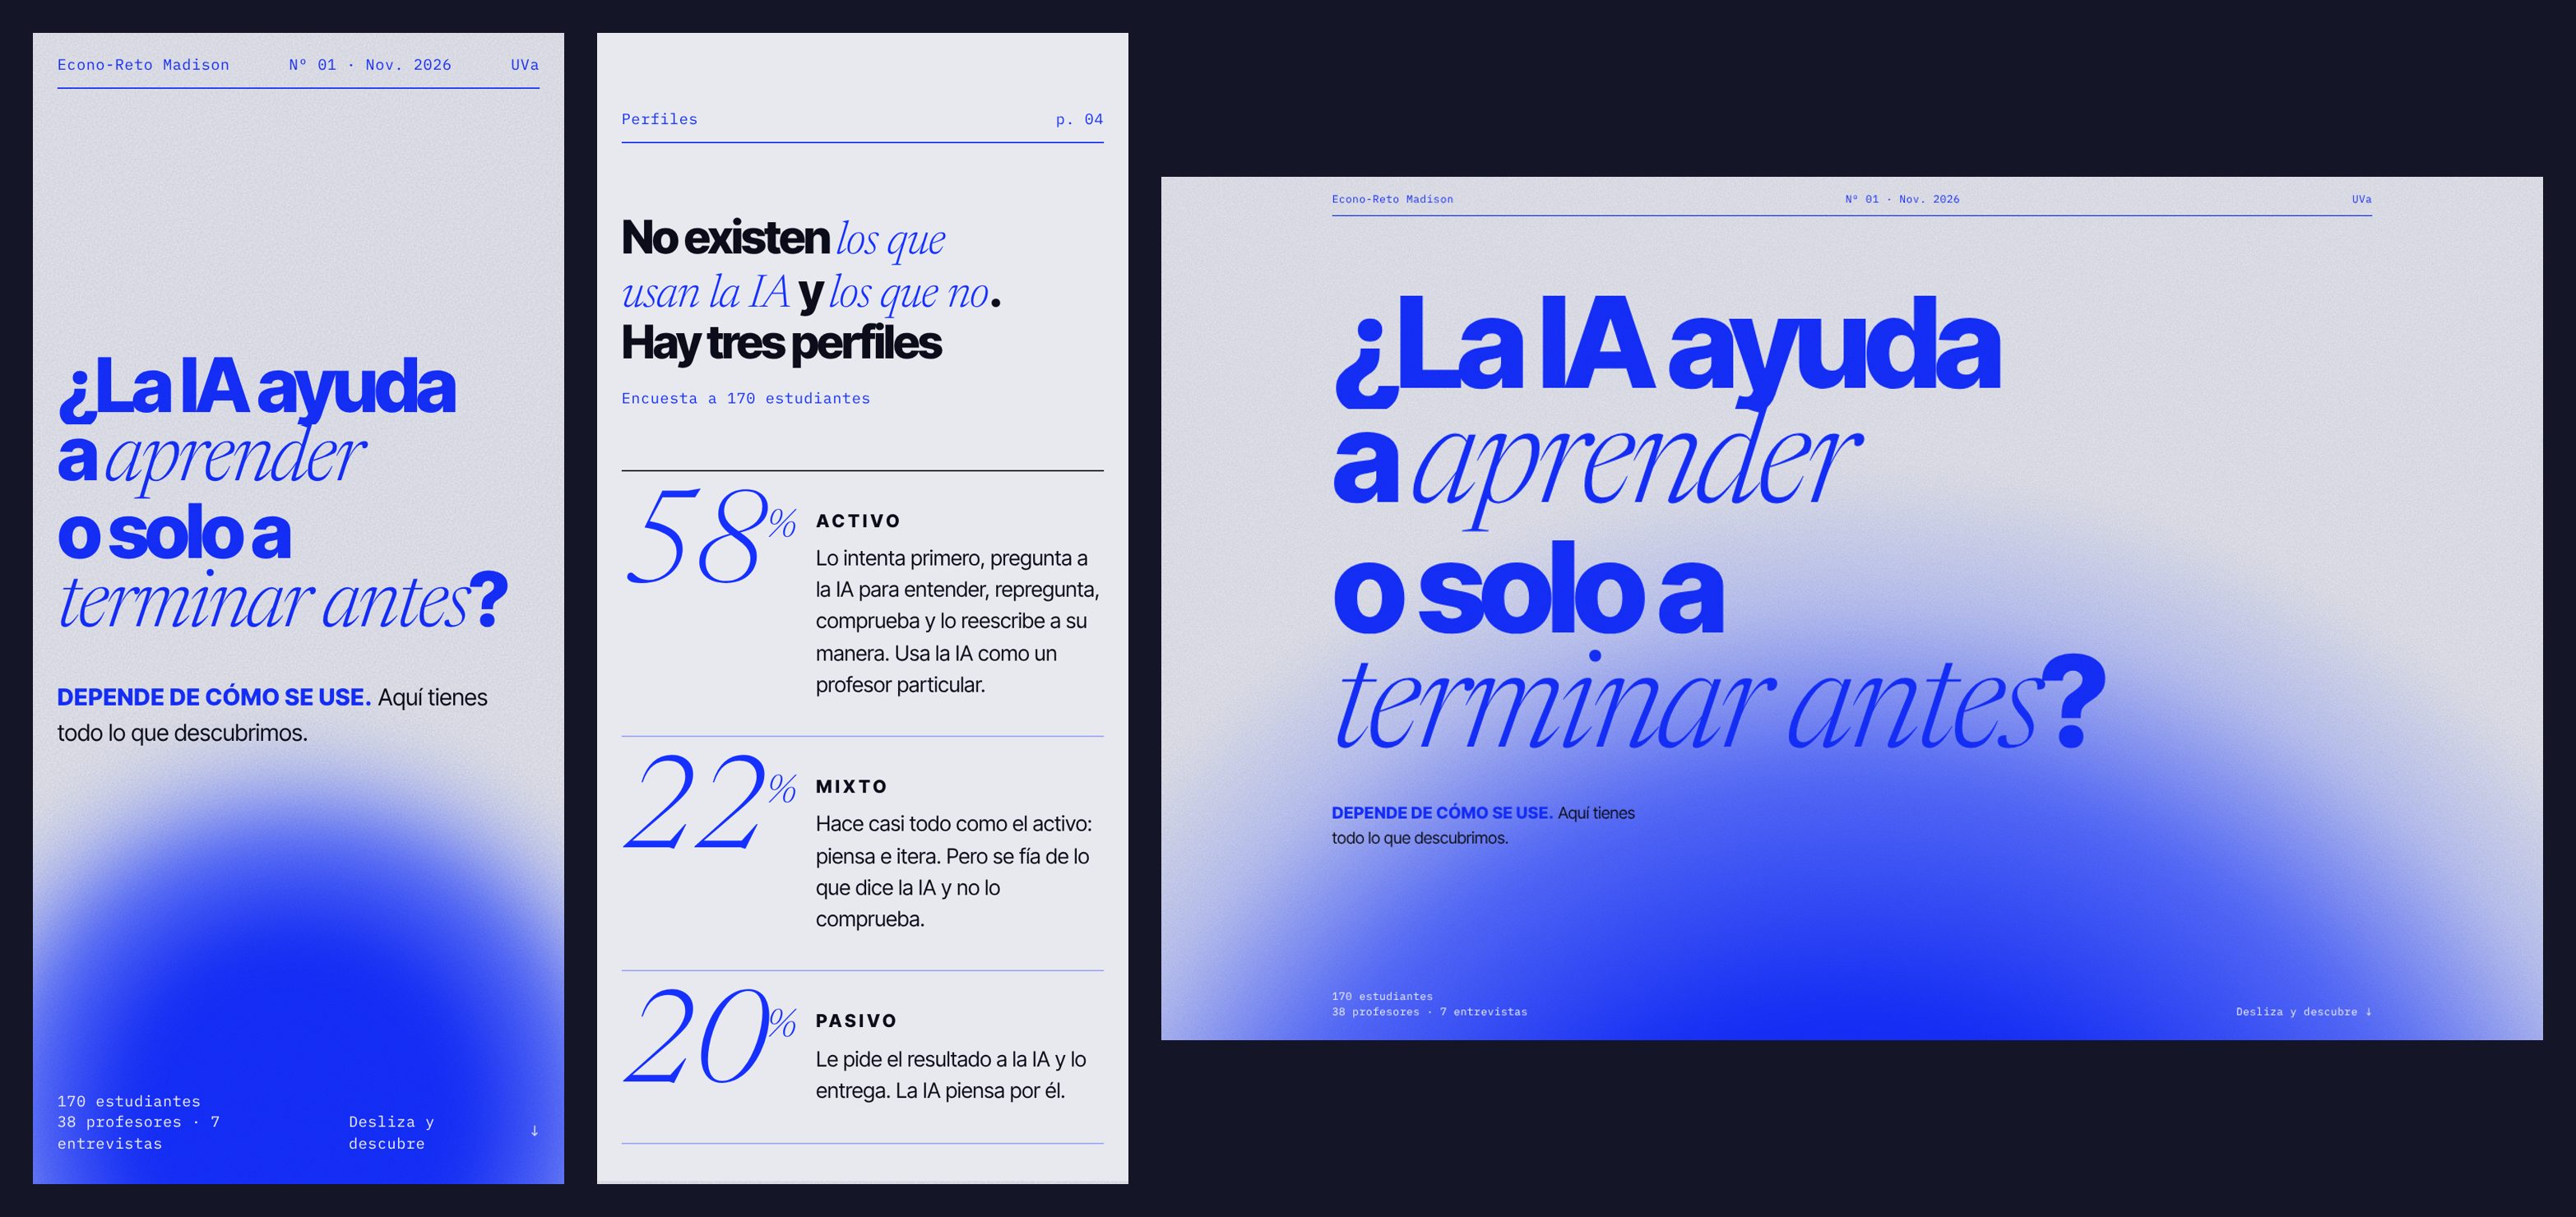 Econo-Reto Madison Nº 01 · Nov. 2026 UVa
¿La IA ayuda
a aprender
o solo a
terminar antes?
DEPENDE DE CÓMO SE USE. Aquí tienes
todo lo que descubrimos.
170 estudiantes
38 profesores · 7
entrevistas
Desliz​a y
descubre
↓
Perfiles p. 04
No existen los que
usan la IA y los que no.
Hay tres perfiles
Encuesta a 170 estudiantes
58%
ACTIVO
Lo intenta primero, pregunta a
la IA para entender, repregunta,
comprueba y lo reescribe a su
manera. Usa la IA como un
profesor particular.
22%
MIXTO
Hace casi todo como el activo:
piensa e itera. Pero se fía de lo
que dice la IA y no lo
comprueba.
20%
PASIVO
Le pide el resultado a la IA y lo
entrega. La IA piensa por él.
Econo-Reto Madison Nº 01 · Nov. 2026 UVa
¿La IA ayuda
a aprender
o solo a
terminar antes?
DEPENDE DE CÓMO SE USE. Aquí tienes
todo lo que descubrimos.
170 estudiantes
38 profesores · 7 entrevistas
Desliza y descubre ↓